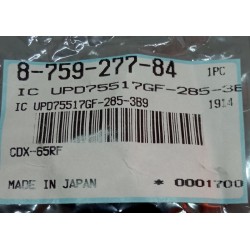 8-759-277-84 1PC
IC UPD75517GF-285-3B
IC UPD75517GF-285-3B9 1914
CDX-65RF
MADE IN JAPAN * 0001700